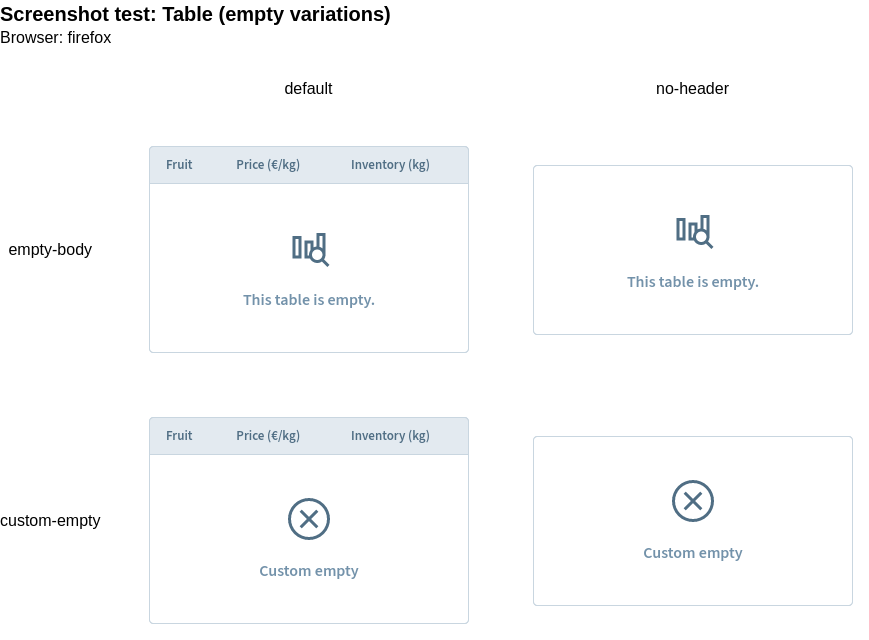 Screenshot test: Table (empty variations)
Browser: firefox
default no-header
Fruit Price (€/kg) Inventory (kg)
empty-body
This table is empty. This table is empty.
Fruit Price (€/kg) Inventory (kg)
custom-empty
Custom empty Custom empty